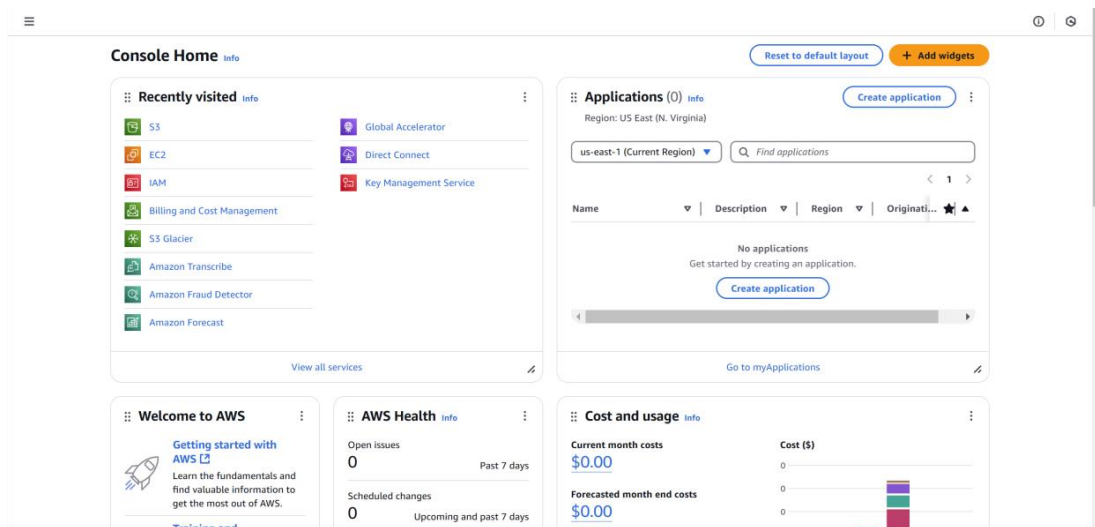 Console Home Info
Reset to default layout
+ Add widgets
Recently visited Info
S3
EC2
IAM
Billing and Cost Management
S3 Glacier
Amazon Transcribe
Amazon Fraud Detector
Amazon Forecast
Global Accelerator
Direct Connect
Key Management Service
View all services
Applications (0) Info
Create application
Region: US East (N. Virginia)
us-east-1 (Current Region)
Find applications
1
Name
Description
Region
Originati...
No applications
Get started by creating an application.
Create application
Go to myApplications
Welcome to AWS
Getting started with
AWS
Learn the fundamentals and
find valuable information to
get the most out of AWS.
AWS Health Info
Open issues
0
Past 7 days
Scheduled changes
0
Upcoming and past 7 days
Cost and usage Info
Current month costs
$0.00
Forecasted month end costs
$0.00
Cost ($)
0
0
0